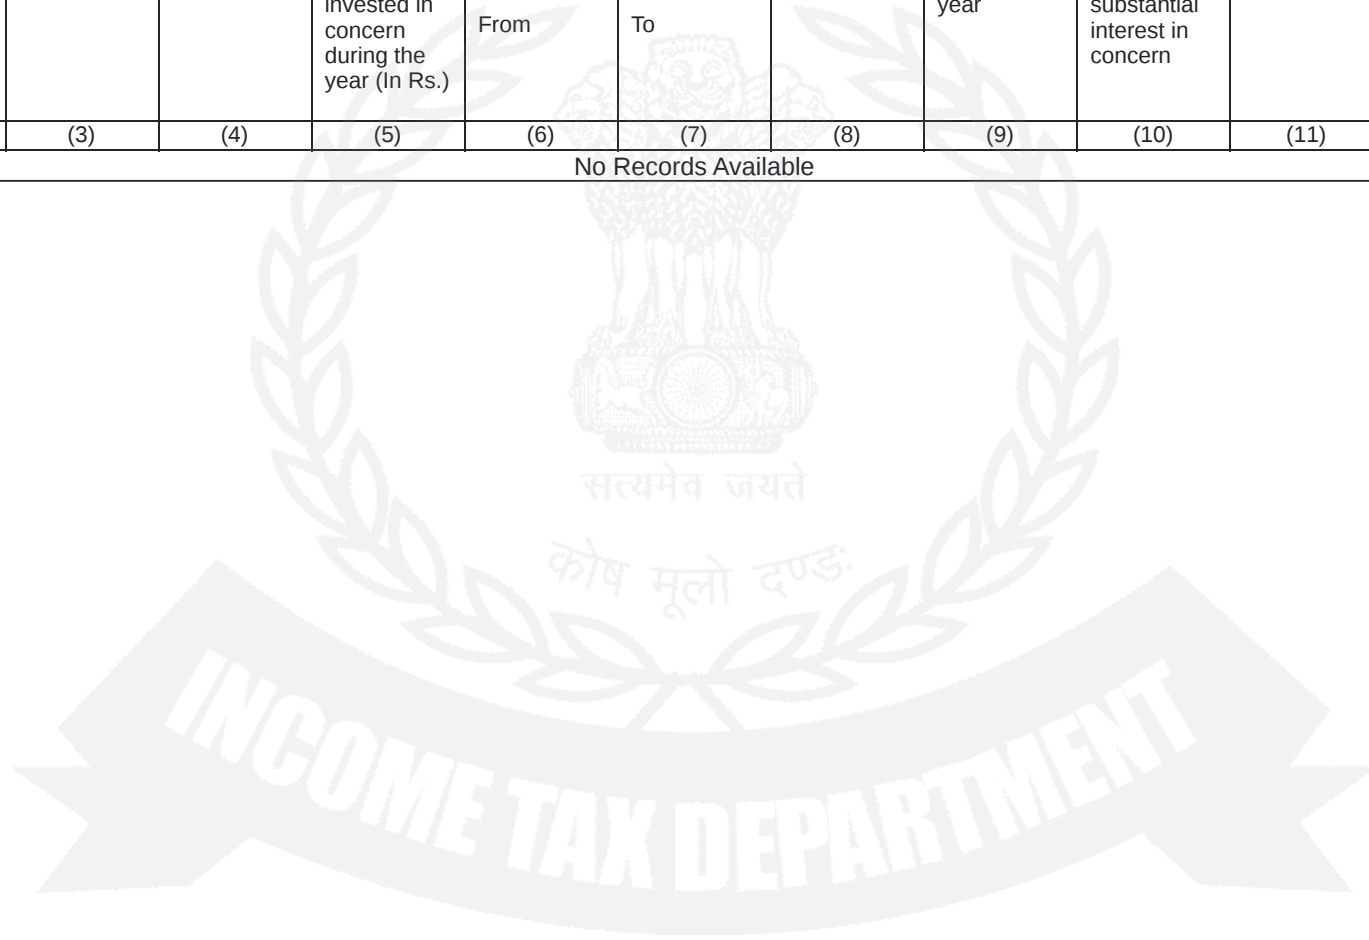 invested in
concern
during the
year (In Rs.)
From
To
year
substantial
interest in
concern
(3) (4) (5) (6) (7) (8) (9) (10) (11)
No Records Available
सत्यमेव जयते
कोष मूलो दण्डः
INCOME TAX DEPARTMENT